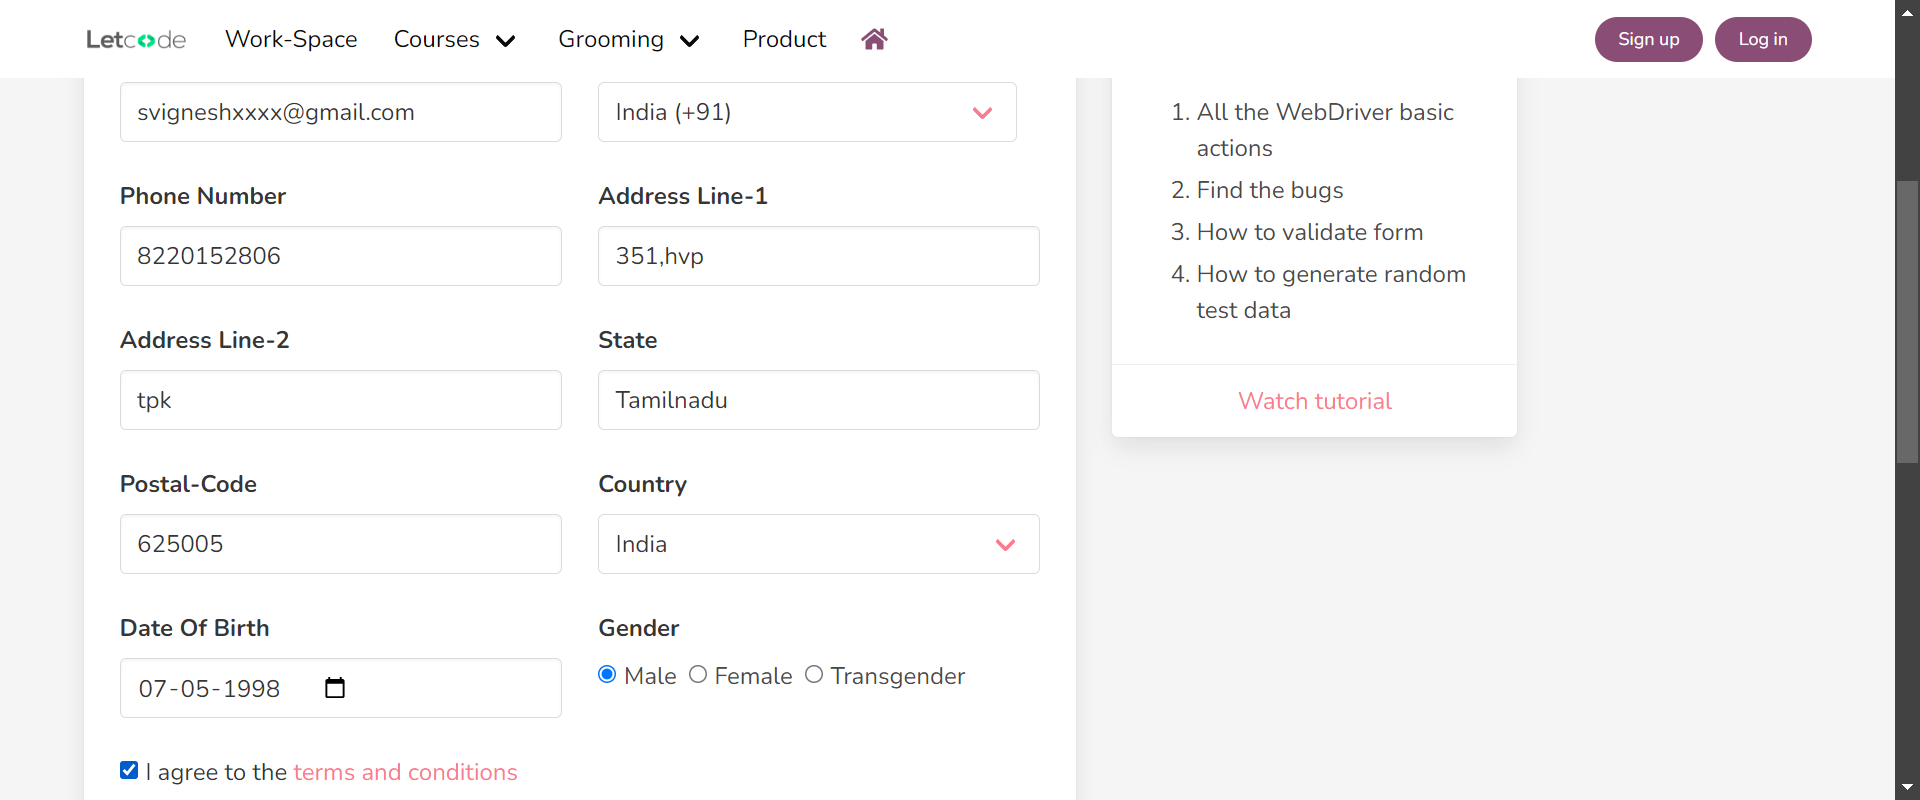 Letcode
Work-Space
Courses
Grooming
Product
Sign up
Log in
svigneshxxxx@gmail.com
India (+91)
Phone Number
Address Line-1
8220152806
351,hvp
Address Line-2
State
tpk
Tamilnadu
Postal-Code
Country
625005
India
Date Of Birth
Gender
07-05-1998
Male
Female
Transgender
I agree to the terms and conditions
1. All the WebDriver basic
actions
2. Find the bugs
3. How to validate form
4. How to generate random
test data
Watch tutorial